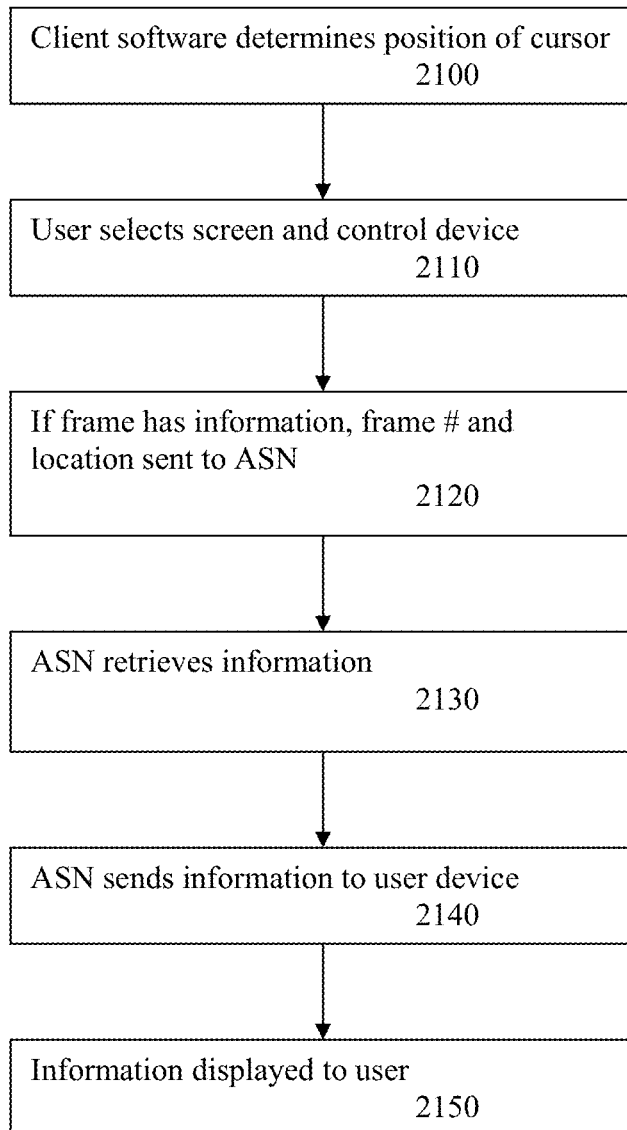 Client software determines position of cursor
2100
User selects screen and control device
2110
If frame has information, frame # and
location sent to ASN
2120
ASN retrieves information
2130
ASN sends information to user device
2140
Information displayed to user
2150